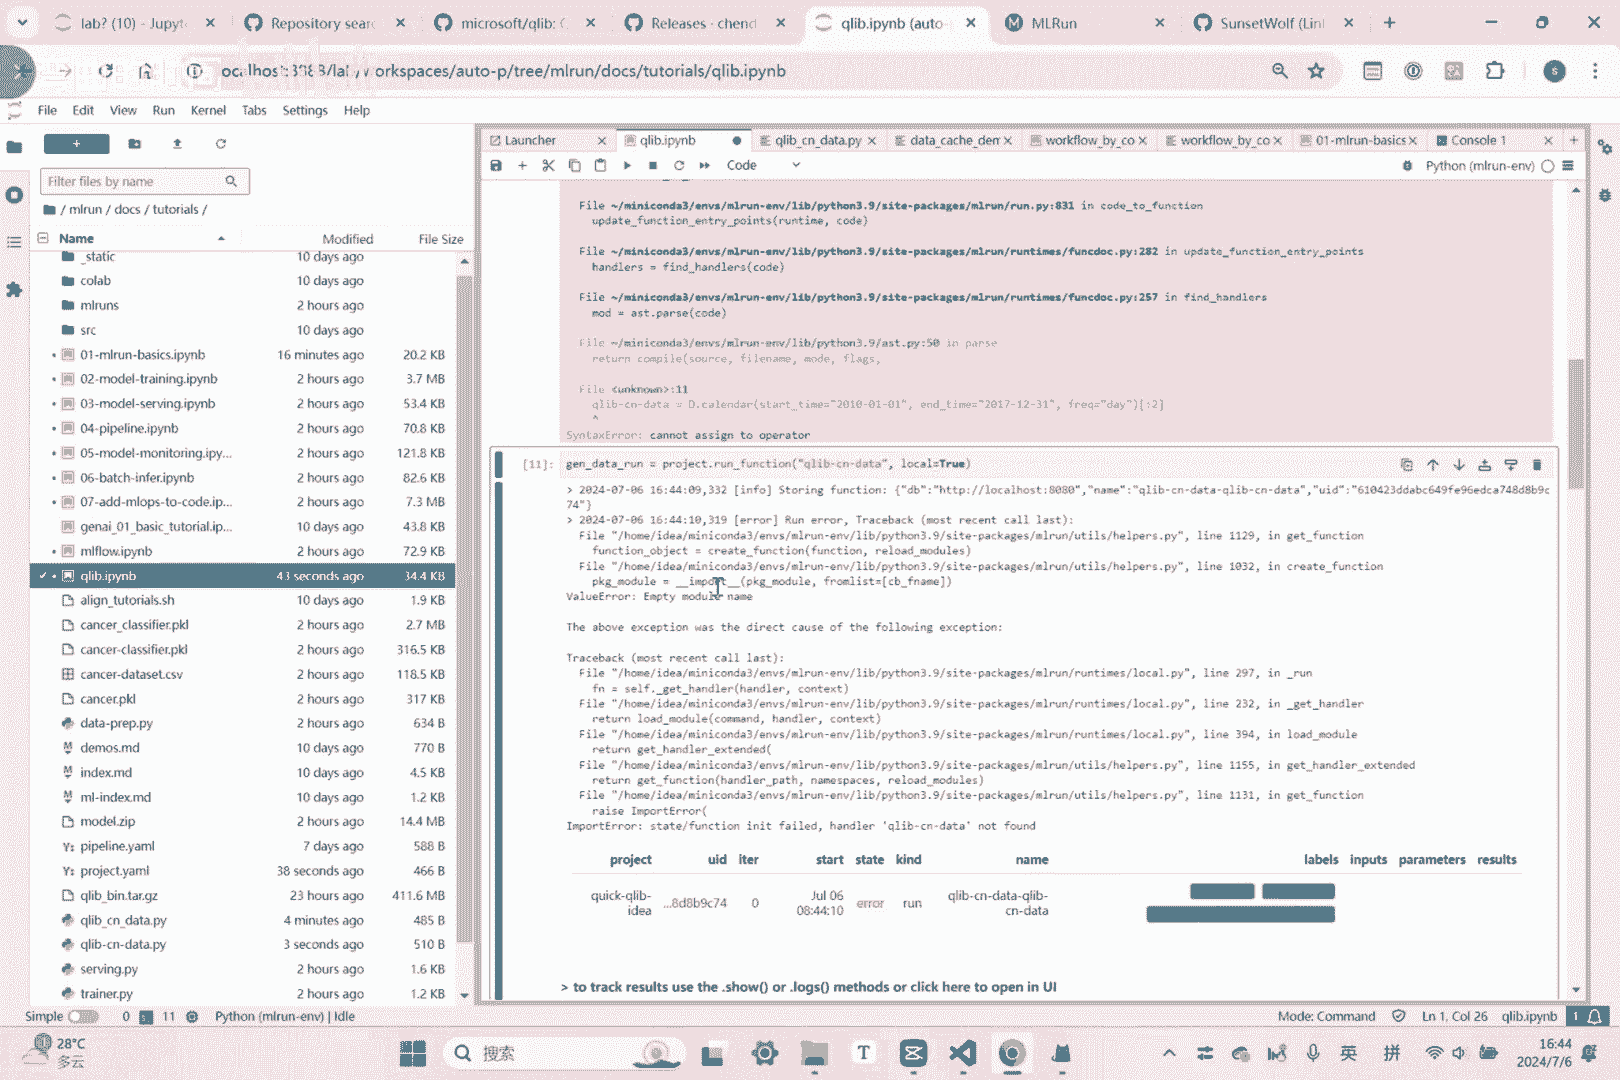 lab? (10) - Jupyt
Repository sear
microsoft/qlib:
Releases · chend
qlib.ipynb (auto-
MLRun
SunsetWolf (Linl
ocalhost:
orkspaces/auto-p/tree/mlrun/docs/tutorials/qlib.ipynb
S
File Edit View Run Kernel Tabs Settings Help
Launcher
qlib.ipynb
qlib_cn_data.py
data_cache_den
workflow_by_co
workflow_by_co
01-mlrun-basics
Console 1
Code
Python (mlrun-env)
Filter files by name
/ mlrun / docs / tutorials /
Name Modified File Size
_static 10 days ago
colab 10 days ago
mlruns 2 hours ago
src 10 days ago
01-mlrun-basics.ipynb 16 minutes ago 20.2 KB
02-model-training.ipynb 2 hours ago 3.7 MB
03-model-serving.ipynb 2 hours ago 53.4 KB
04-pipeline.ipynb 2 hours ago 70.8 KB
05-model-monitoring.ipy... 2 hours ago 121.8 KB
06-batch-infer.ipynb 2 hours ago 82.6 KB
07-add-mlops-to-code.ip... 2 hours ago 7.3 MB
genai_01_basic_tutorial.ip... 10 days ago 43.8 KB
mlflow.ipynb 2 hours ago 72.9 KB
qlib.ipynb 43 seconds ago 34.4 KB
align_tutorials.sh 10 days ago 1.9 KB
cancer_classifier.pkl 2 hours ago 2.7 MB
cancer-classifier.pkl 2 hours ago 316.5 KB
cancer-dataset.csv 2 hours ago 118.5 KB
cancer.pkl 2 hours ago 317 KB
data-prep.py 2 hours ago 634 B
demos.md 10 days ago 770 B
index.md 10 days ago 4.5 KB
ml-index.md 10 days ago 1.2 KB
model.zip 2 hours ago 14.4 MB
pipeline.yaml 7 days ago 588 B
project.yaml 38 seconds ago 466 B
qlib_bin.tar.gz 23 hours ago 411.6 MB
qlib_cn_data.py 4 minutes ago 485 B
qlib-cn-data.py 3 seconds ago 510 B
serving.py 2 hours ago 1.6 KB
trainer.py 2 hours ago 1.2 KB
File ~/miniconda3/envs/mlrun-env/lib/python3.9/site-packages/mlrun/run.py:831 in code_to_function
update_function_entry_points(runtime, code)
File ~/miniconda3/envs/mlrun-env/lib/python3.9/site-packages/mlrun/runtimes/funcdoc.py:282 in update_function_entry_points
handlers = find_handlers(code)
File ~/miniconda3/envs/mlrun-env/lib/python3.9/site-packages/mlrun/runtimes/funcdoc.py:257 in find_handlers
mod = ast.parse(code)
File ~/miniconda3/envs/mlrun-env/lib/python3.9/ast.py:50 in parse
return compile(source, filename, mode, flags,
File <unknown>:11
qlib-cn-data = D.calendar(start_time="2010-01-01", end_time="2017-12-31", freq="day")[:2]
^
SyntaxError: cannot assign to operator
[11]: gen_data_run = project.run_function("qlib-cn-data", local=True)
> 2024-07-06 16:44:09,332 [info] Storing function: {"db":"http://localhost:8080","name":"qlib-cn-data-qlib-cn-data","uid":"610423ddabc649fe96edca748d8b9c
74"}
> 2024-07-06 16:44:10,319 [error] Run error, Traceback (most recent call last):
File "/home/idea/miniconda3/envs/mlrun-env/lib/python3.9/site-packages/mlrun/utils/helpers.py", line 1129, in get_function
function_object = create_function(function, reload_modules)
File "/home/idea/miniconda3/envs/mlrun-env/lib/python3.9/site-packages/mlrun/utils/helpers.py", line 1032, in create_function
pkg_module = __import__(pkg_module, fromlist=[cb_fname])
ValueError: Empty module name
The above exception was the direct cause of the following exception:
Traceback (most recent call last):
File "/home/idea/miniconda3/envs/mlrun-env/lib/python3.9/site-packages/mlrun/runtimes/local.py", line 297, in _run
fn = self._get_handler(handler, context)
File "/home/idea/miniconda3/envs/mlrun-env/lib/python3.9/site-packages/mlrun/runtimes/local.py", line 232, in _get_handler
return load_module(command, handler, context)
File "/home/idea/miniconda3/envs/mlrun-env/lib/python3.9/site-packages/mlrun/runtimes/local.py", line 394, in load_module
return get_handler_extended(
File "/home/idea/miniconda3/envs/mlrun-env/lib/python3.9/site-packages/mlrun/utils/helpers.py", line 1155, in get_handler_extended
return get_function(handler_path, namespaces, reload_modules)
File "/home/idea/miniconda3/envs/mlrun-env/lib/python3.9/site-packages/mlrun/utils/helpers.py", line 1131, in get_function
raise ImportError(
ImportError: state/function init failed, handler 'qlib-cn-data' not found
project uid iter start state kind name labels inputs parameters results
quick-qlib-idea ...8d8b9c74 0 Jul 06 08:44:10 error run qlib-cn-data-qlib-cn-data
> to track results use the .show() or .logs() methods or click here to open in UI
Simple 0 11 Python (mlrun-env) | Idle
Mode: Command Ln 1, Col 26 qlib.ipynb 1
28°C
多云
搜索
T
英 拼
16:44
2024/7/6